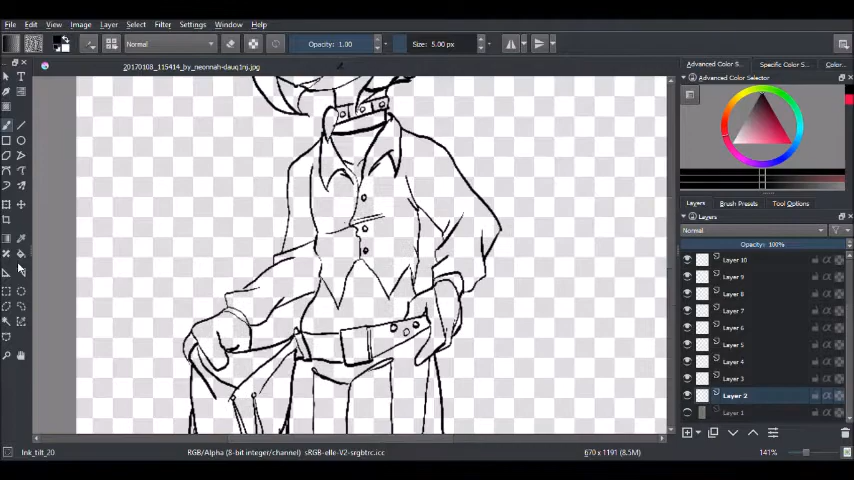 File Edit View Image Layer Select Filter Settings Window Help
Normal Opacity: 1.00 Size: 5.00 px
20170108_115414_by_neonnah-dauq1nj.jpg
Advanced Color S... Specific Color S... Color...
Advanced Color Selector
Layers Brush Presets Tool Options
Layers
Normal
Opacity: 100%
Layer 10
Layer 9
Layer 8
Layer 7
Layer 6
Layer 5
Layer 4
Layer 3
Layer 2
Layer 1
Ink_tilt_20 RGB/Alpha (8-bit integer/channel) sRGB-elle-V2-srgbtrc.icc 670 x 1191 (8.5M) 141%